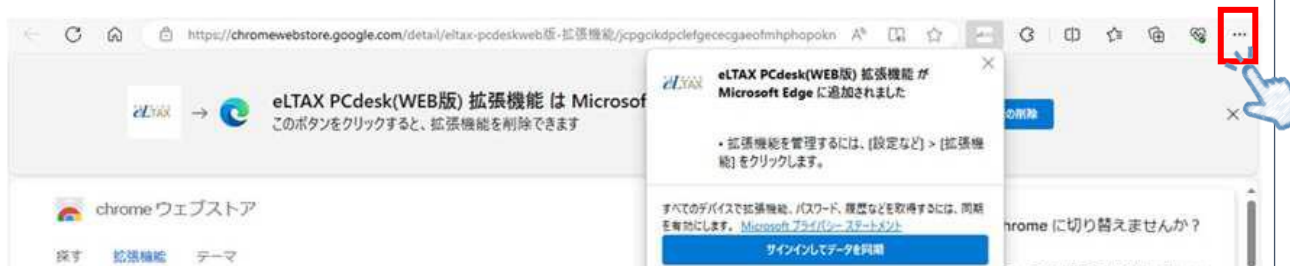 https://chromewebstore.google.com/detail/eltax-pcdeskweb版-拡張機能/jcpgcikdpclefgececgaeofmhphopokn
eLTAX
eLTAX PCdesk(WEB版) 拡張機能 は Microsof
このボタンをクリックすると、拡張機能を削除できます
eLTAX
eLTAX PCdesk(WEB版) 拡張機能 が
Microsoft Edge に追加されました
・拡張機能を管理するには、[設定など] > [拡張機
能] をクリックします。
すべてのデバイスで拡張機能、パスワード、履歴などを取得するには、同期
を有効にします。 Microsoft プライバシー ステートメント
サインインしてデータを同期
の削除
chrome ウェブストア
hrome に切り替えませんか?
探す 拡張機能 テーマ